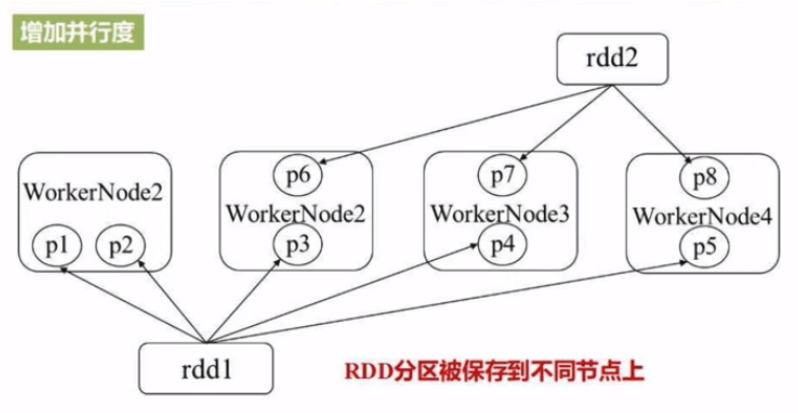 增加并行度
rdd2
p6
p7
p8
WorkerNode2
WorkerNode2
WorkerNode3
WorkerNode4
p1
p2
p3
p4
p5
rdd1
RDD分区被保存到不同节点上